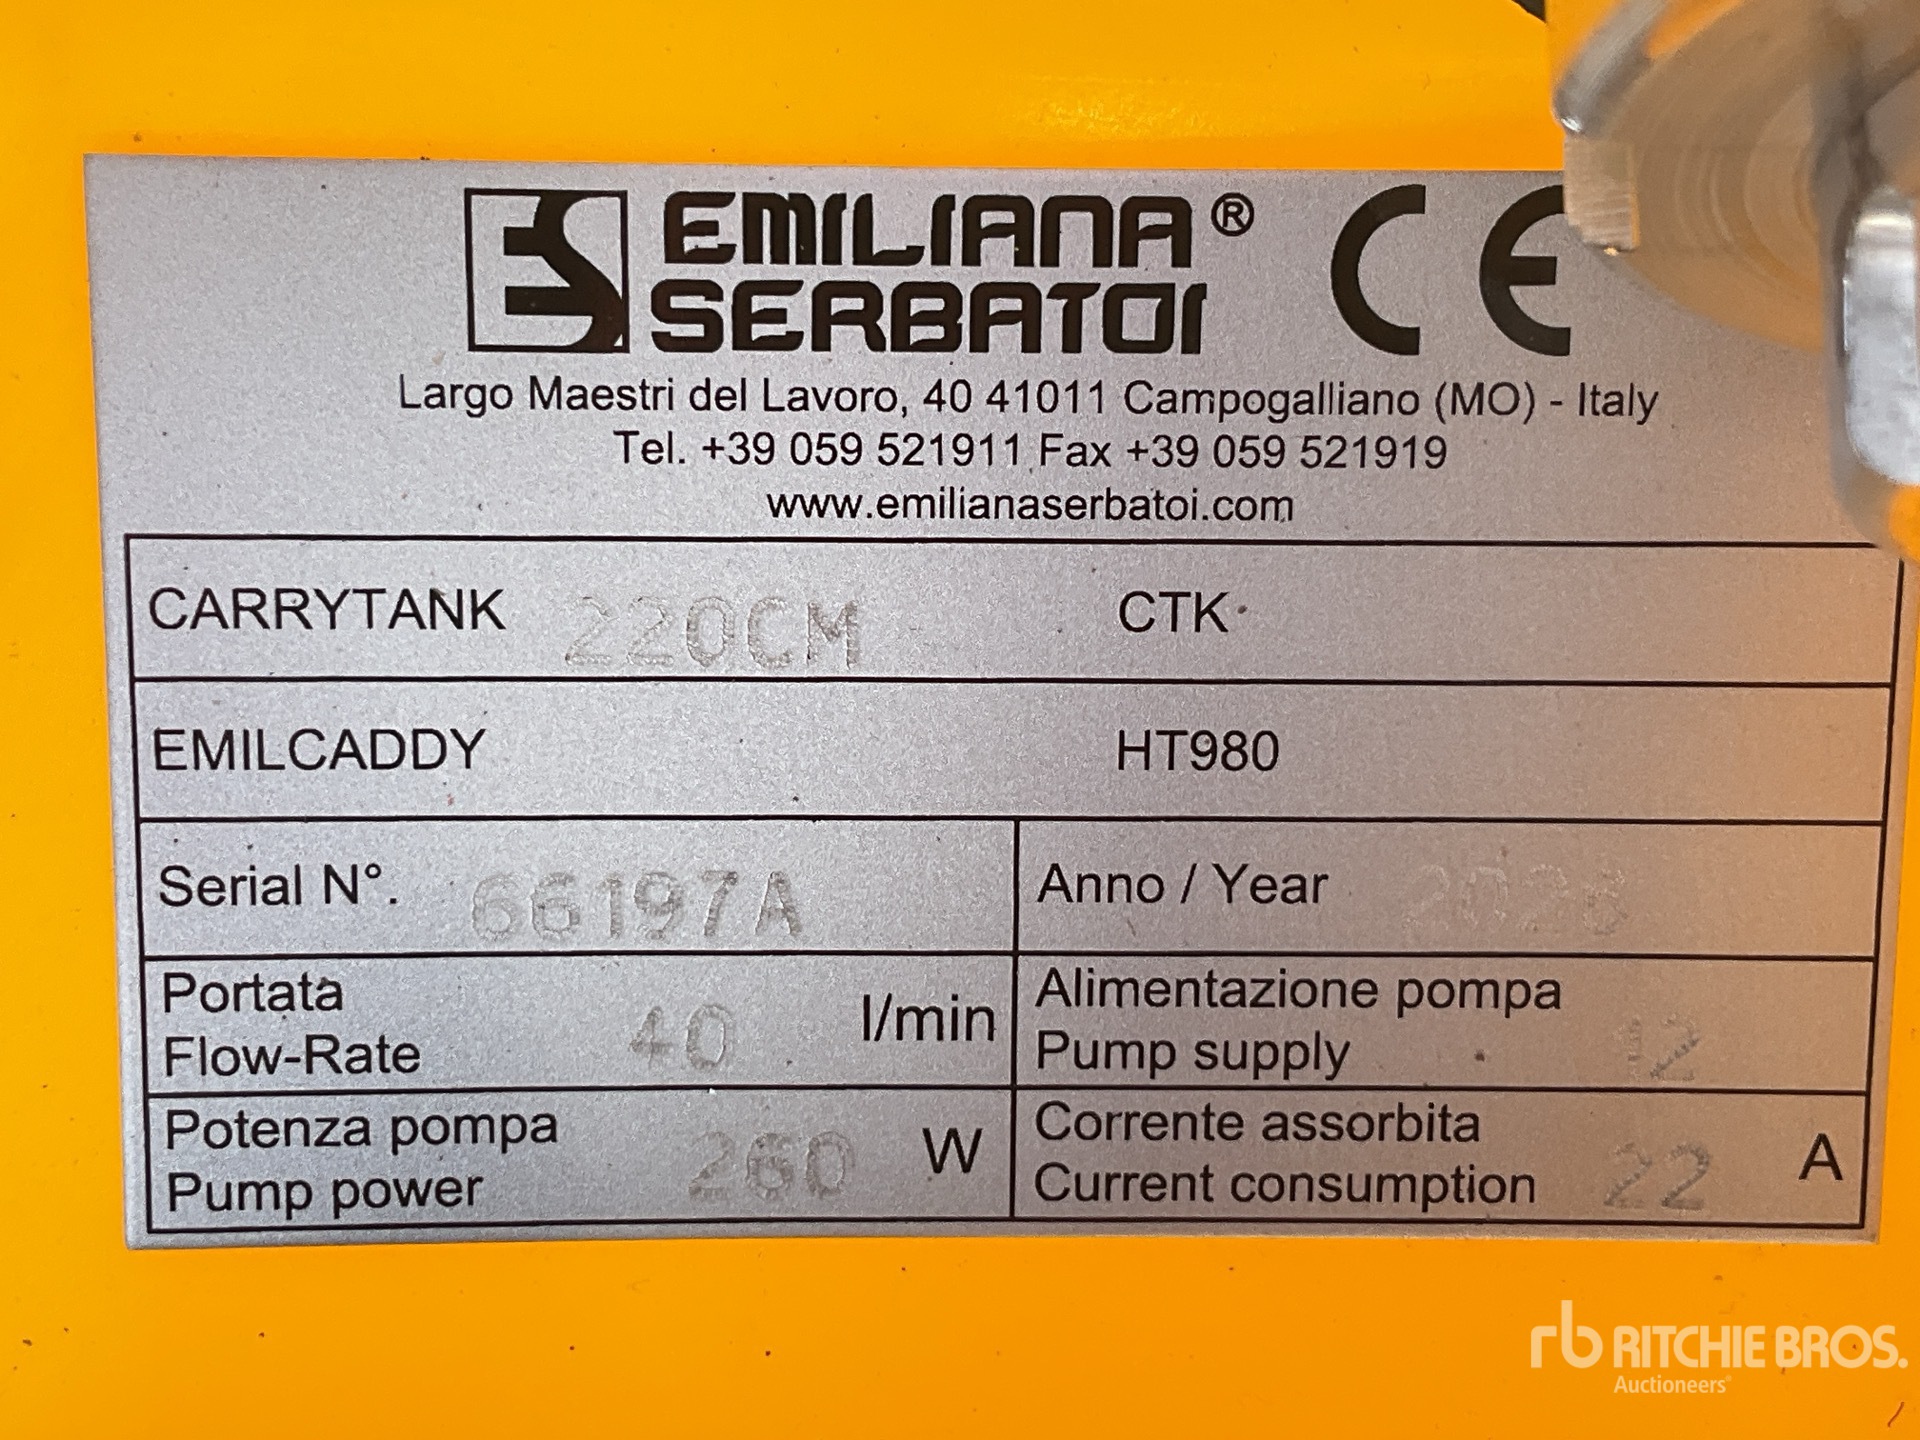 EMILIANA® CE
SERBATOI
Largo Maestri del Lavoro, 40 41011 Campogalliano (MO) - Italy
Tel. +39 059 521911 Fax +39 059 521919
www.emilianaserbatoi.com
CARRYTANK 220CM CTK
EMILCADDY HT980
Serial N°. 66197A Anno / Year
Portata
Flow-Rate 40 l/min
Alimentazione pompa
Pump supply 12
Potenza pompa
Pump power 260 W
Corrente assorbita
Current consumption 22 A
rb RITCHIE BROS.
Auctioneers